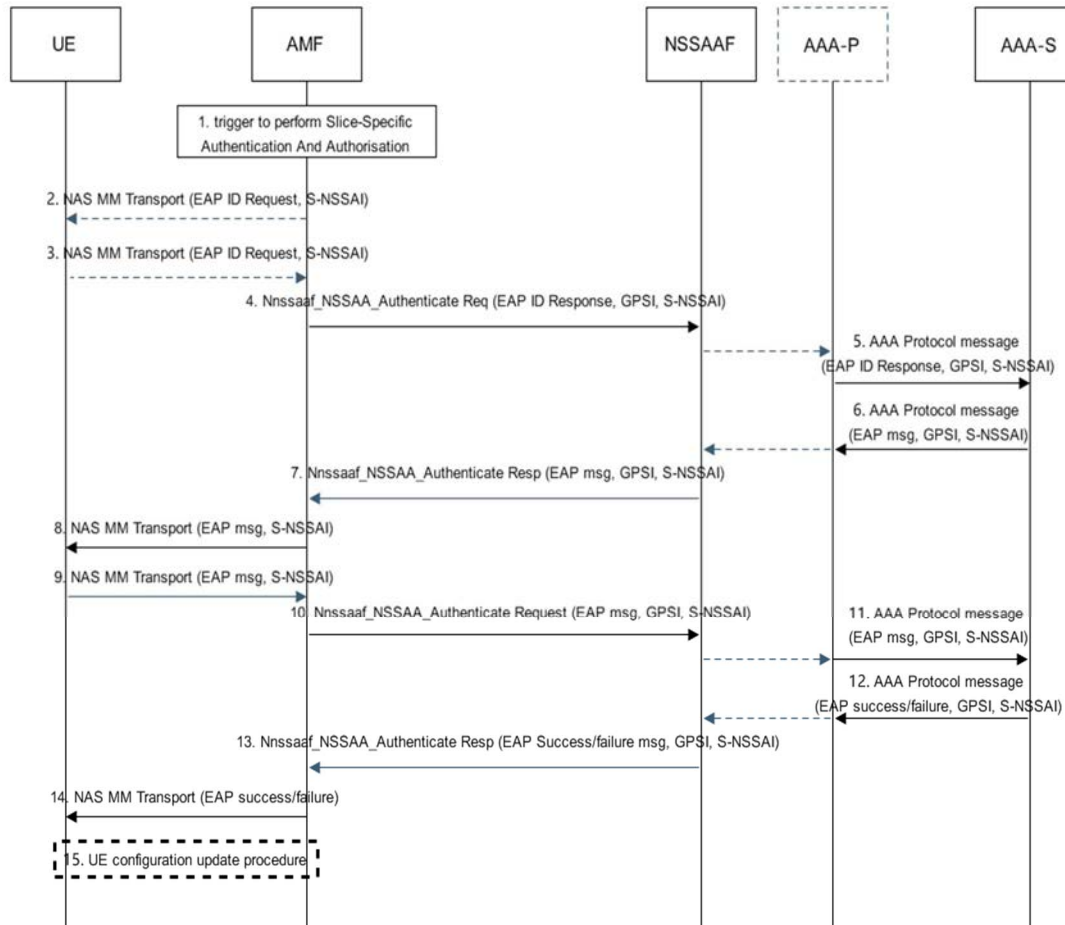 UE
AMF
NSSAAF
AAA-P
AAA-S
1. trigger to perform Slice-Specific
Authentication And Authorisation
2. NAS MM Transport (EAP ID Request, S-NSSAI)
3. NAS MM Transport (EAP ID Request, S-NSSAI)
4. Nnssaaf_NSSAA_Authenticate Req (EAP ID Response, GPSI, S-NSSAI)
5. AAA Protocol message
(EAP ID Response, GPSI, S-NSSAI)
6. AAA Protocol message
(EAP msg, GPSI, S-NSSAI)
7. Nnssaaf_NSSAA_Authenticate Resp (EAP msg, GPSI, S-NSSAI)
8. NAS MM Transport (EAP msg, S-NSSAI)
9. NAS MM Transport (EAP msg, S-NSSAI)
10. Nnssaaf_NSSAA_Authenticate Request (EAP msg, GPSI, S-NSSAI)
11. AAA Protocol message
(EAP msg, GPSI, S-NSSAI)
12. AAA Protocol message
(EAP success/failure, GPSI, S-NSSAI)
13. Nnssaaf_NSSAA_Authenticate Resp (EAP Success/failure msg, GPSI, S-NSSAI)
14. NAS MM Transport (EAP success/failure)
15. UE configuration update procedure